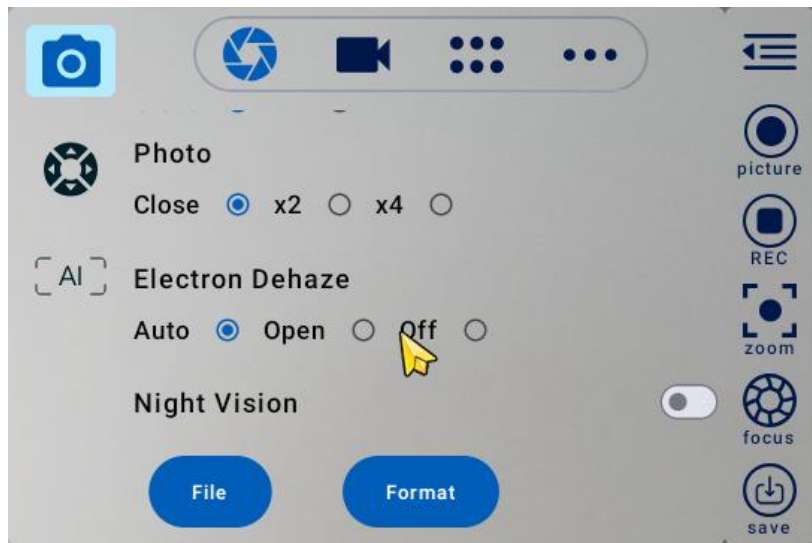 Photo
Close x2 x4
AI
Electron Dehaze
Auto Open Off
Night Vision
File Format
picture
REC
zoom
focus
save